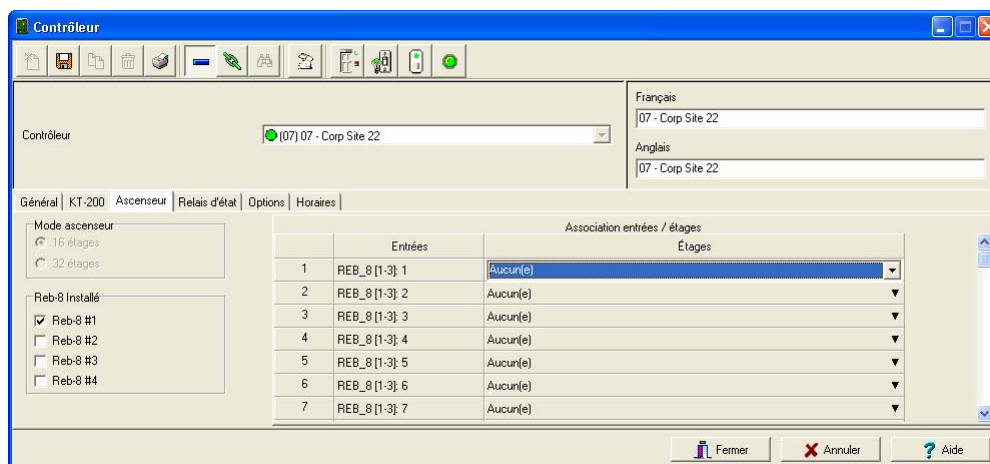 Contrôleur
Français
07 - Corp Site 22
Contrôleur
(07) 07 - Corp Site 22
Anglais
07 - Corp Site 22
Général KT-200 Ascenseur Relais d'état Options Horaires
Mode ascenseur
16 étages
32 étages
Reb-8 Installé
Reb-8 #1
Reb-8 #2
Reb-8 #3
Reb-8 #4
Association entrées / étages
Entrées Étages
1 REB_8 [1-3]: 1 Aucun(e)
2 REB_8 [1-3]: 2 Aucun(e)
3 REB_8 [1-3]: 3 Aucun(e)
4 REB_8 [1-3]: 4 Aucun(e)
5 REB_8 [1-3]: 5 Aucun(e)
6 REB_8 [1-3]: 6 Aucun(e)
7 REB_8 [1-3]: 7 Aucun(e)
Fermer Annuler ? Aide